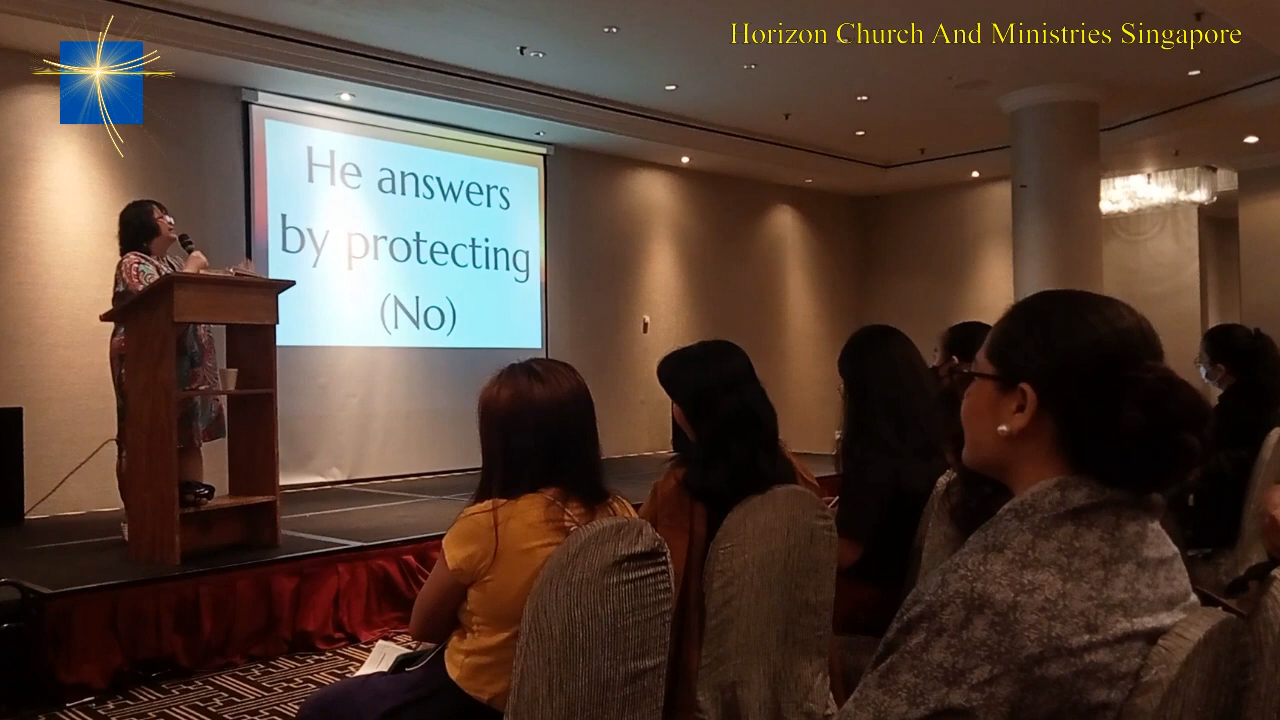 Horizon Church And Ministries Singapore
He answers
by protecting
(No)